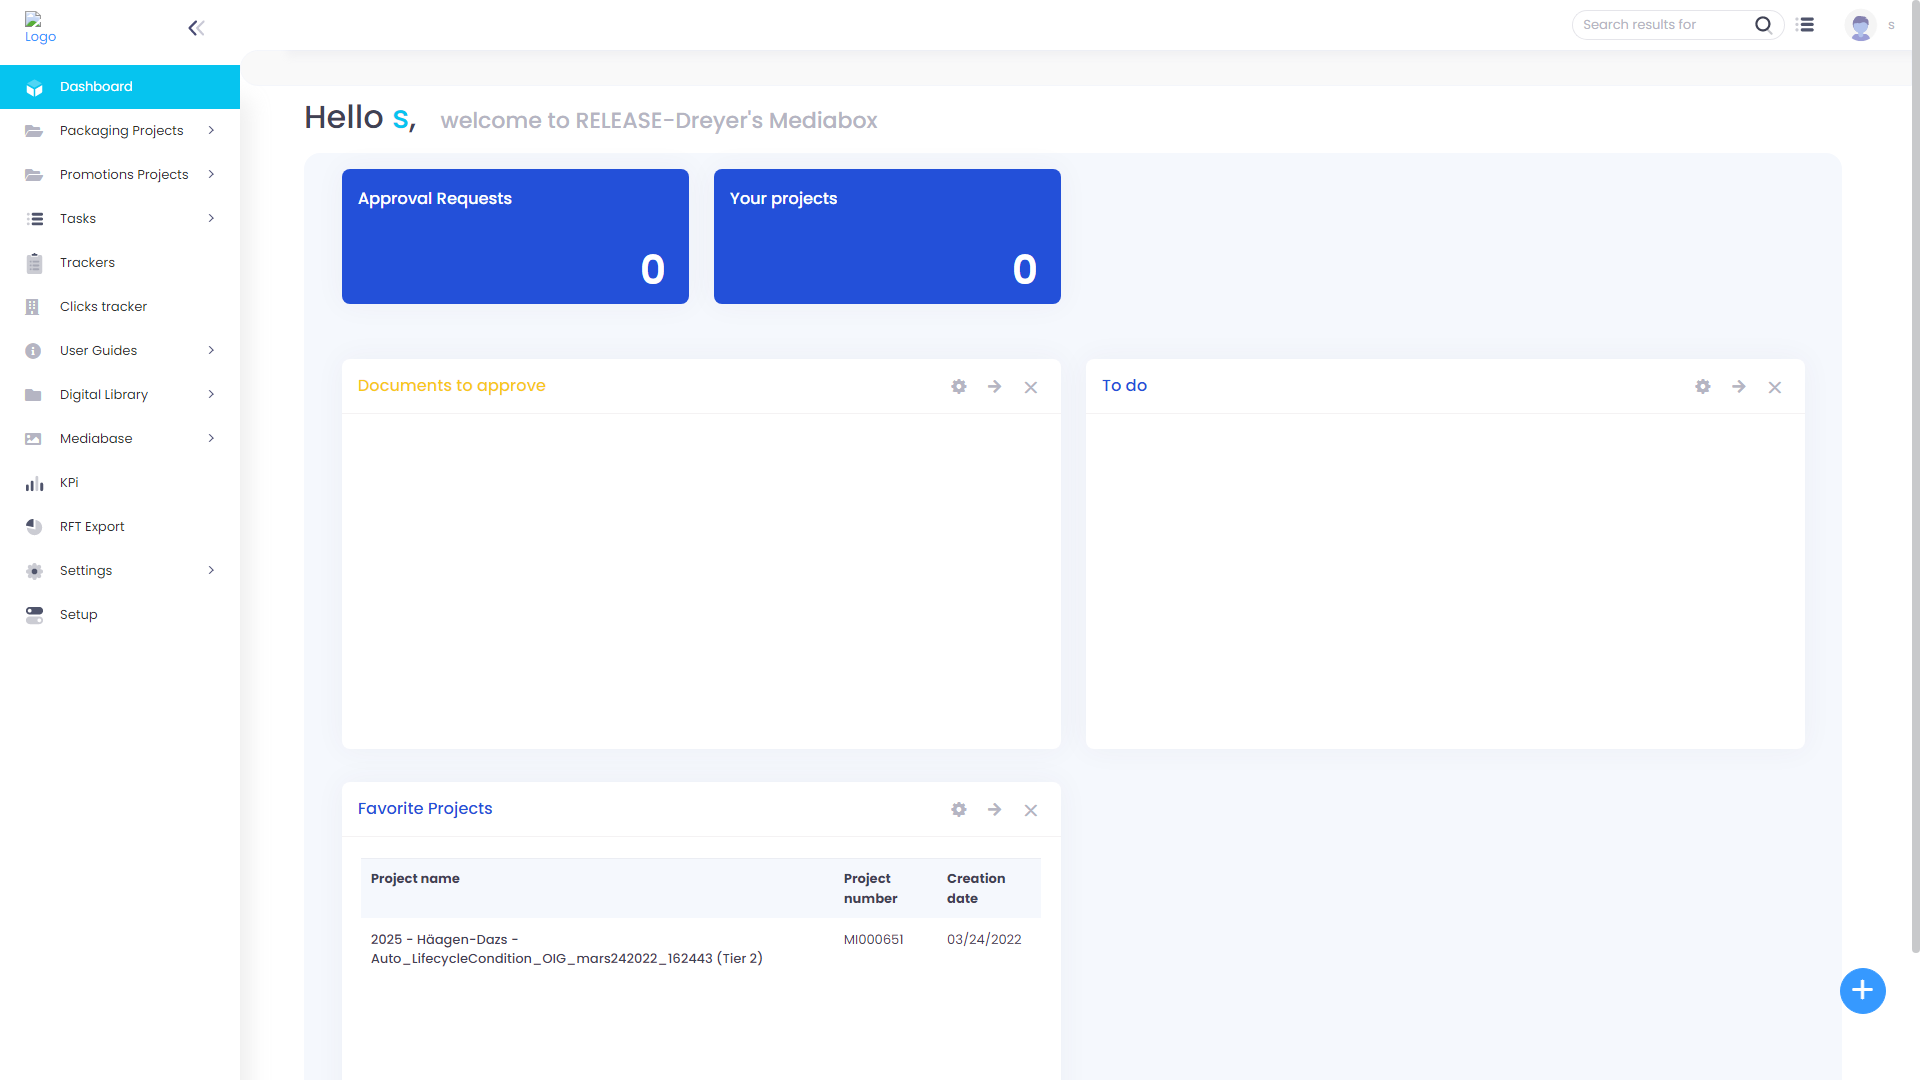 Logo
Search results for
s
Dashboard
Packaging Projects
Promotions Projects
Tasks
Trackers
Clicks tracker
User Guides
Digital Library
Mediabase
KPi
RFT Export
Settings
Setup
Hello s, welcome to RELEASE-Dreyer's Mediabox
Approval Requests
0
Your projects
0
Documents to approve
To do
Favorite Projects
Project name
Project number
Creation date
2025 - Häagen-Dazs -
Auto_LifecycleCondition_OIG_mars242022_162443 (Tier 2)
MI000651
03/24/2022